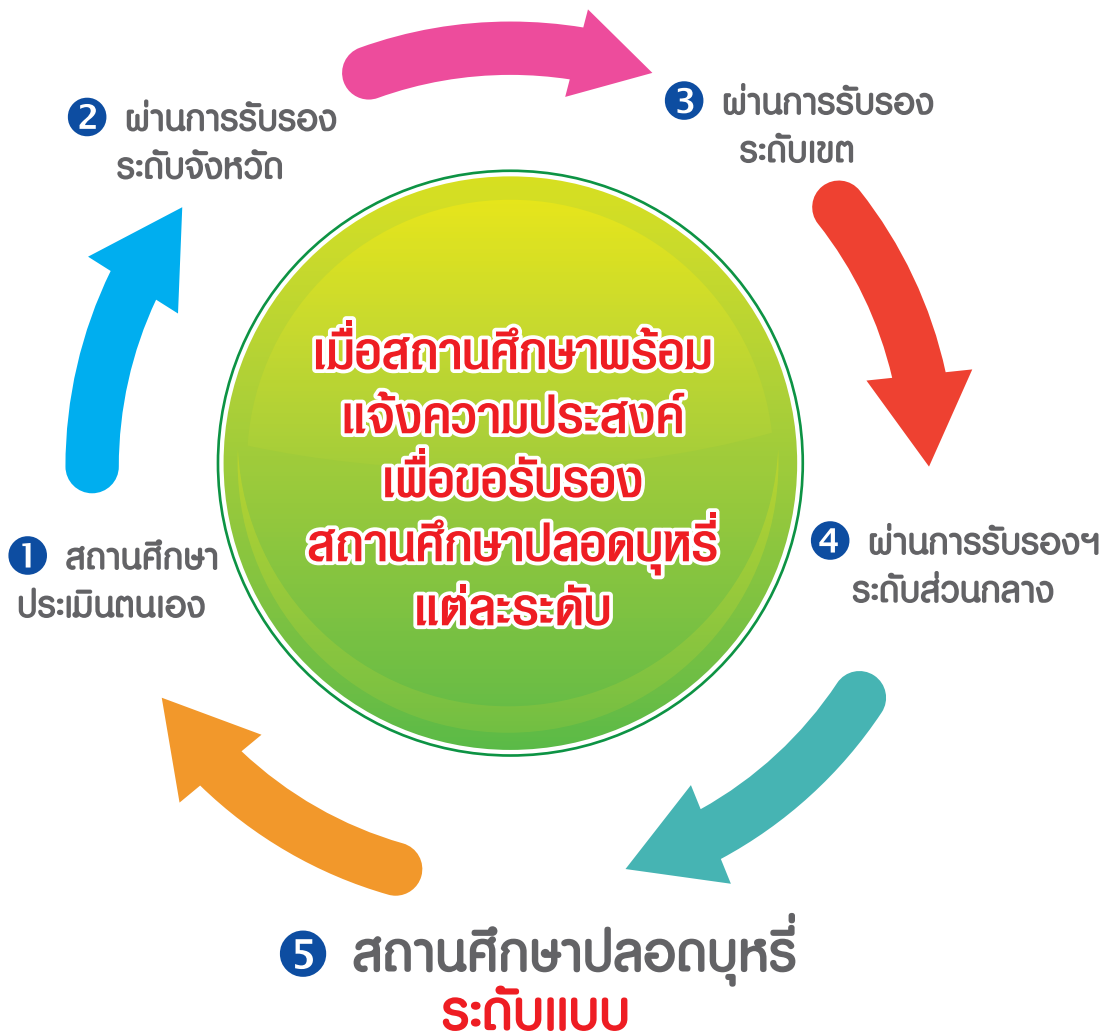 2 ผ่านการรับรอง
ระดับจังหวัด
3 ผ่านการรับรอง
ระดับเขต
เมื่อสถานศึกษาพร้อม
แจ้งความประสงค์
เพื่อขอรับรอง
สถานศึกษาปลอดบุหรี่
แต่ละระดับ
1 สถานศึกษา
ประเมินตนเอง
4 ผ่านการรับรองฯ
ระดับส่วนกลาง
5 สถานศึกษาปลอดบุหรี่
ระดับแบบ